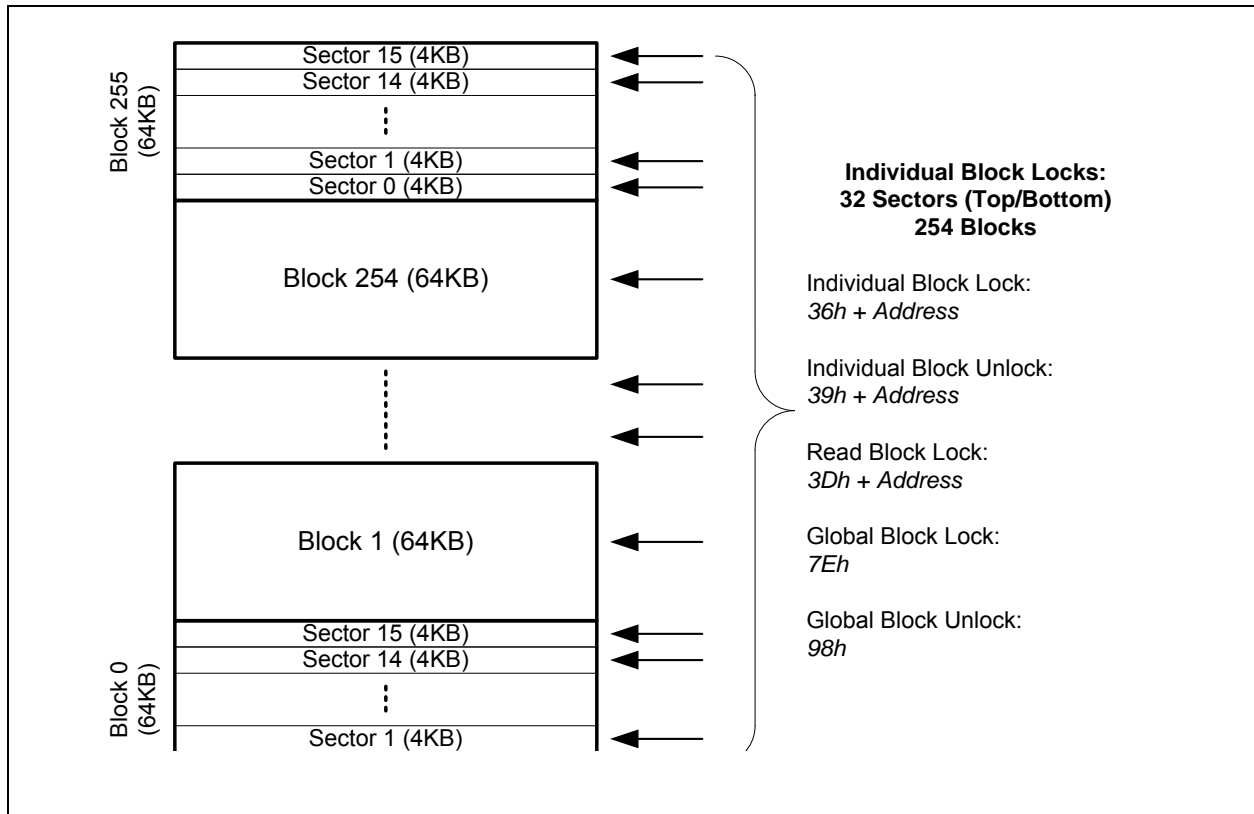 Block 255
(64KB)
Sector 15 (4KB)
Sector 14 (4KB)
Sector 1 (4KB)
Sector 0 (4KB)
Block 254 (64KB)
Block 1 (64KB)
Block 0
(64KB)
Sector 15 (4KB)
Sector 14 (4KB)
Sector 1 (4KB)
Individual Block Locks:
32 Sectors (Top/Bottom)
254 Blocks
Individual Block Lock:
36h + Address
Individual Block Unlock:
39h + Address
Read Block Lock:
3Dh + Address
Global Block Lock:
7Eh
Global Block Unlock:
98h